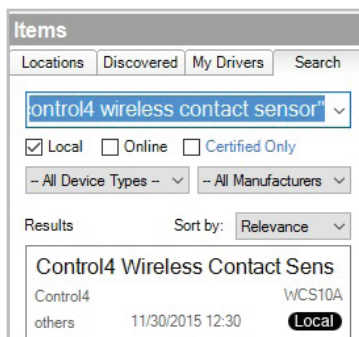 Items
Locations Discovered My Drivers Search
ontrol4 wireless contact sensor"
Local Online Certified Only
-- All Device Types -- -- All Manufacturers
Results Sort by: Relevance
Control4 Wireless Contact Sens
Control4 WCS10A
others 11/30/2015 12:30 Local